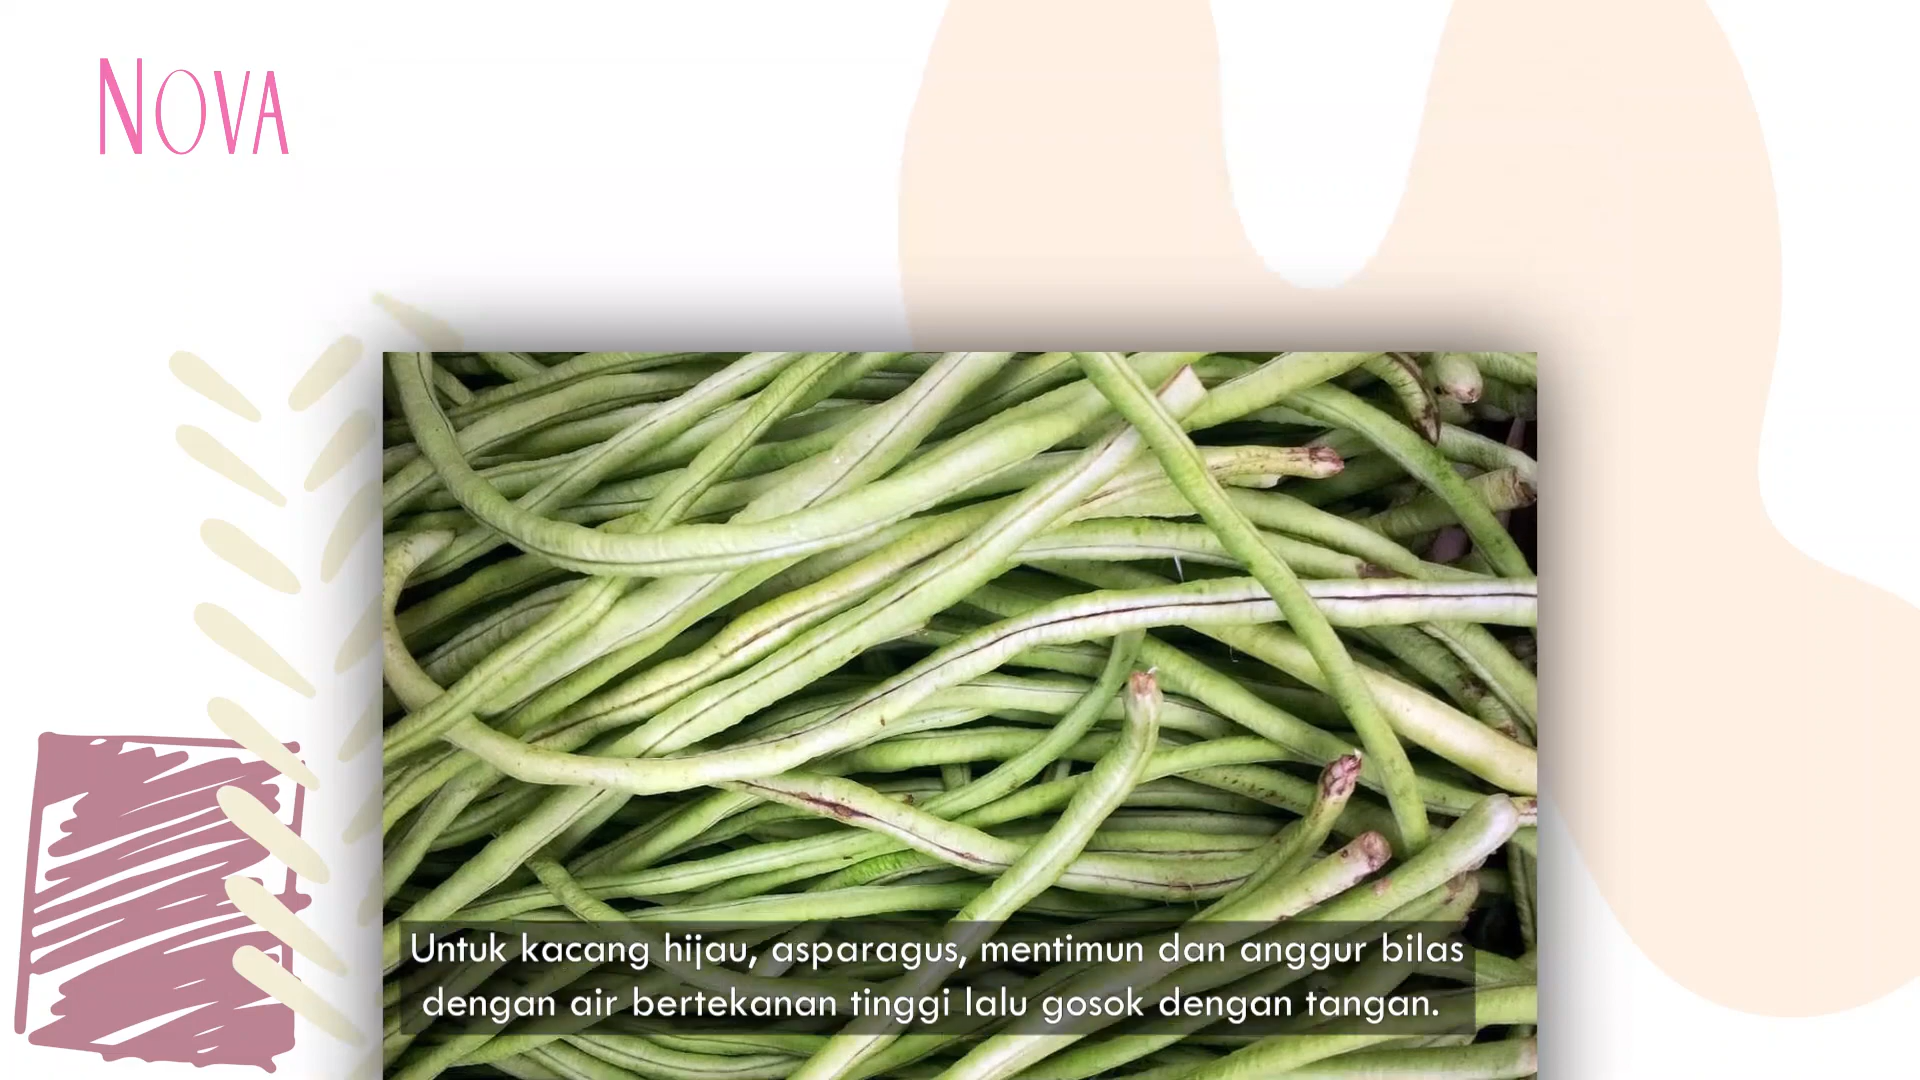 NOVA
Untuk kacang hijau, asparagus, mentimun dan anggur bilas
dengan air bertekanan tinggi lalu gosok dengan tangan.